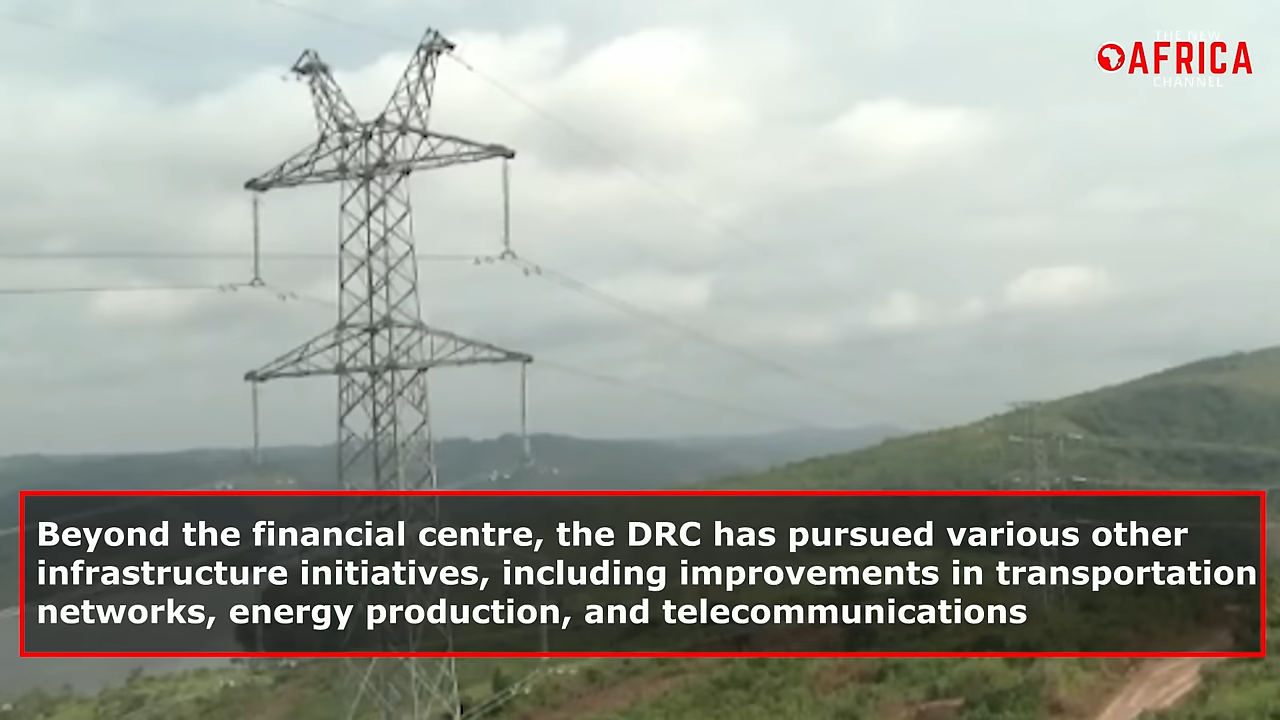 THE NEW
AFRICA
CHANNEL
Beyond the financial centre, the DRC has pursued various other
infrastructure initiatives, including improvements in transportation
networks, energy production, and telecommunications